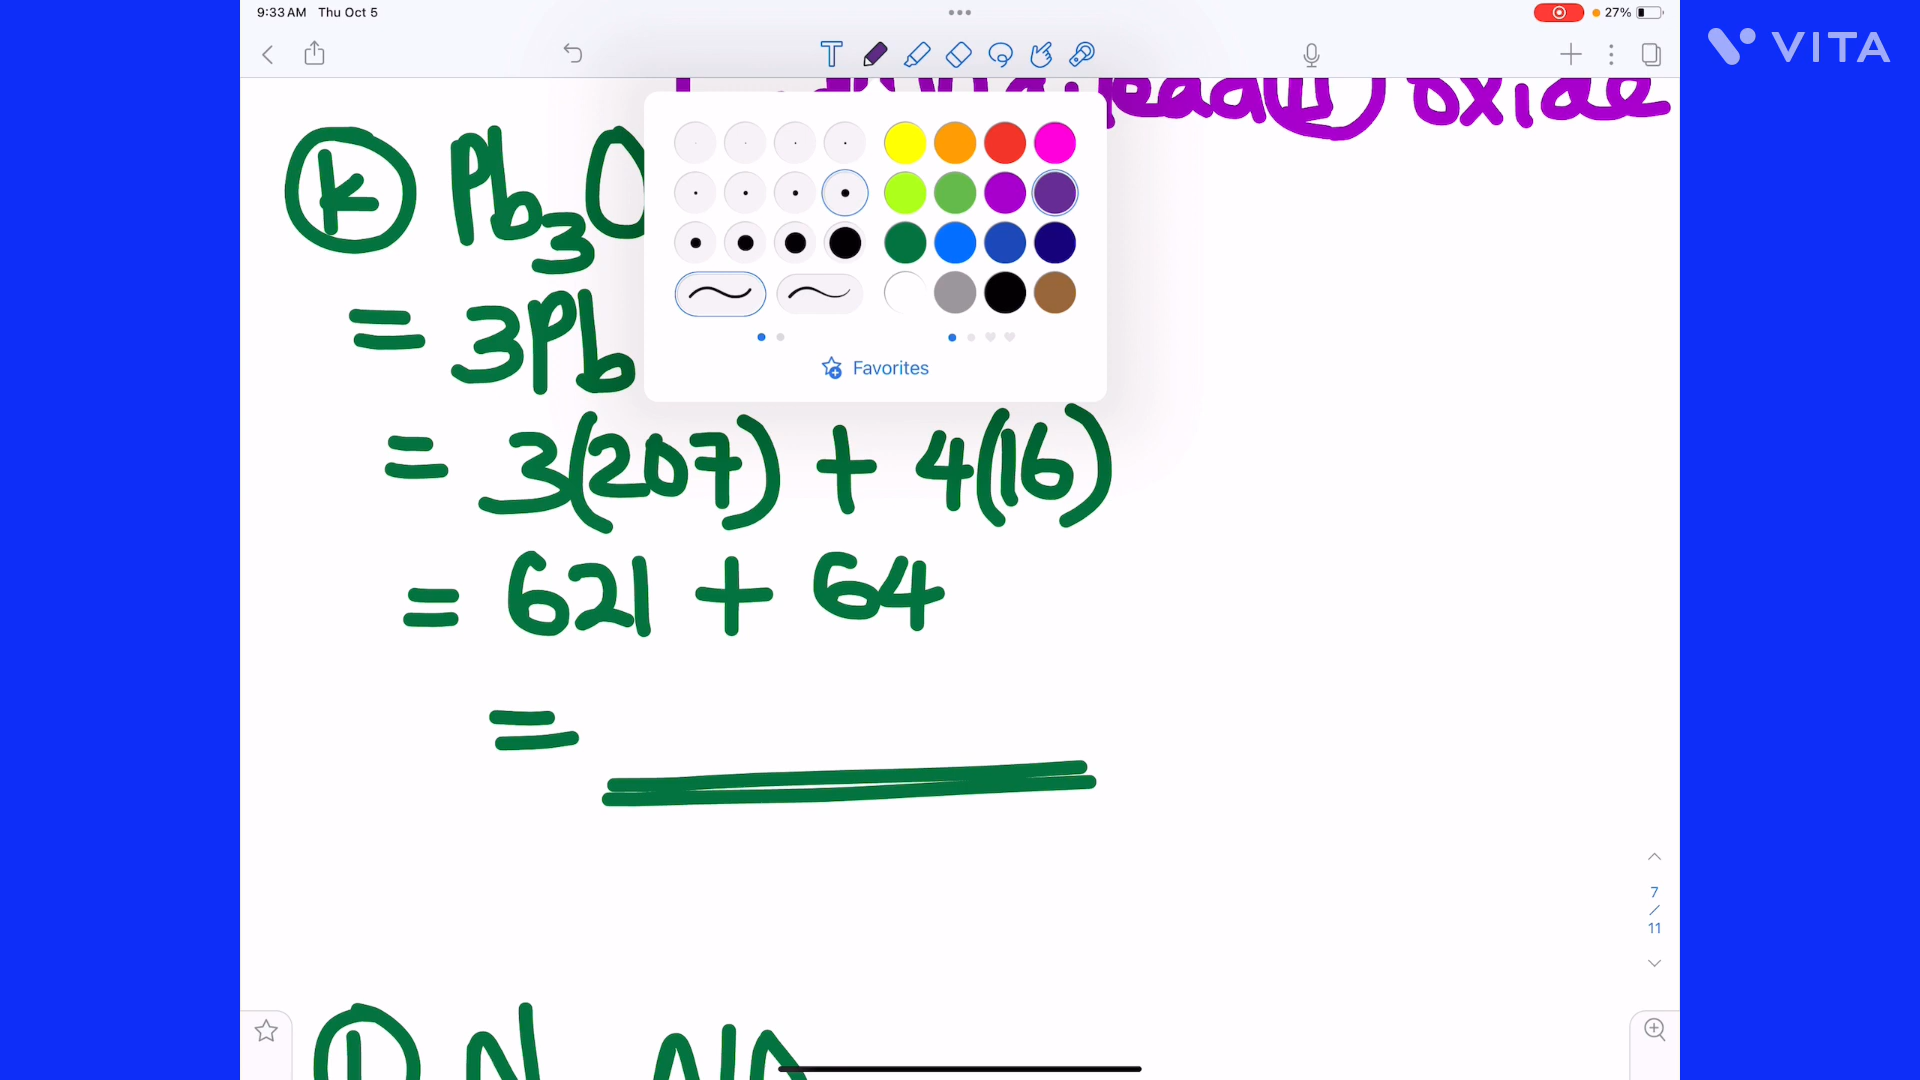 9:33 AM Thu Oct 5
27%
VITA
oxide
K Pb3O
= 3Pb
Favorites
= 3(207) + 4(16)
= 621 + 64
=
7
/
11